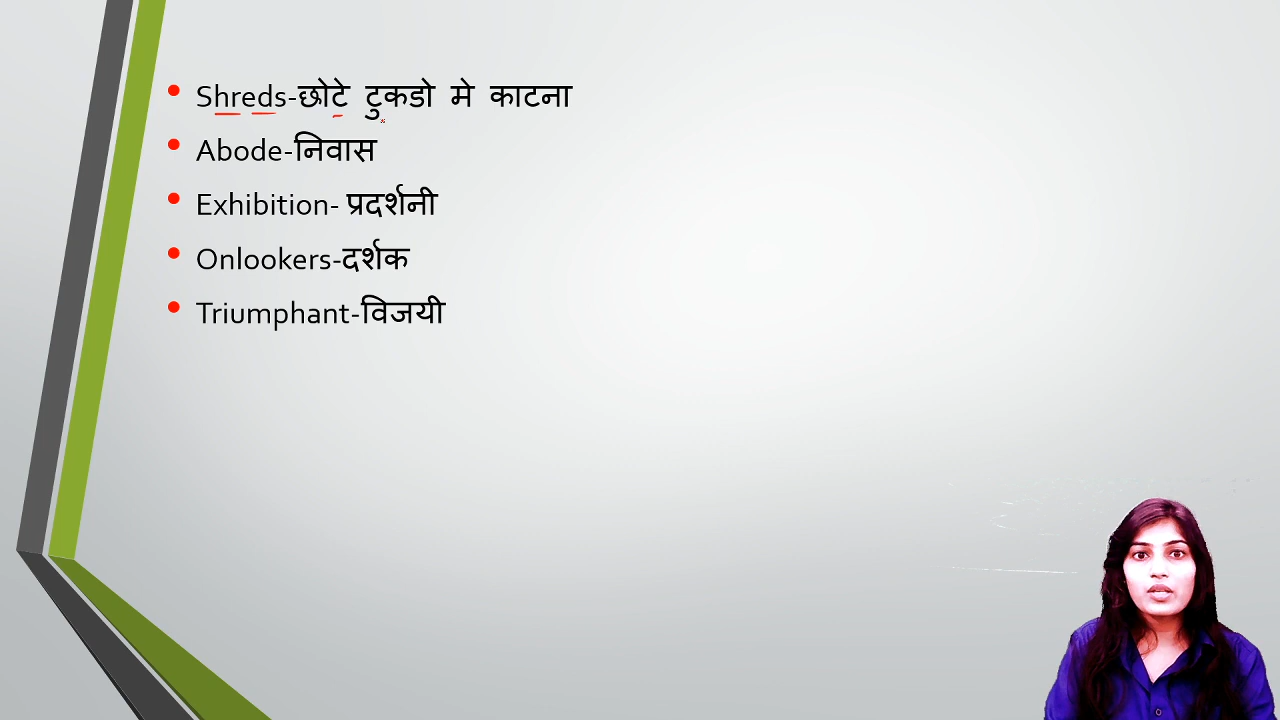 Shreds-छोटे टुकडो मे काटना
Abode-निवास
Exhibition- प्रदर्शनी
Onlookers-दर्शक
Triumphant-विजयी